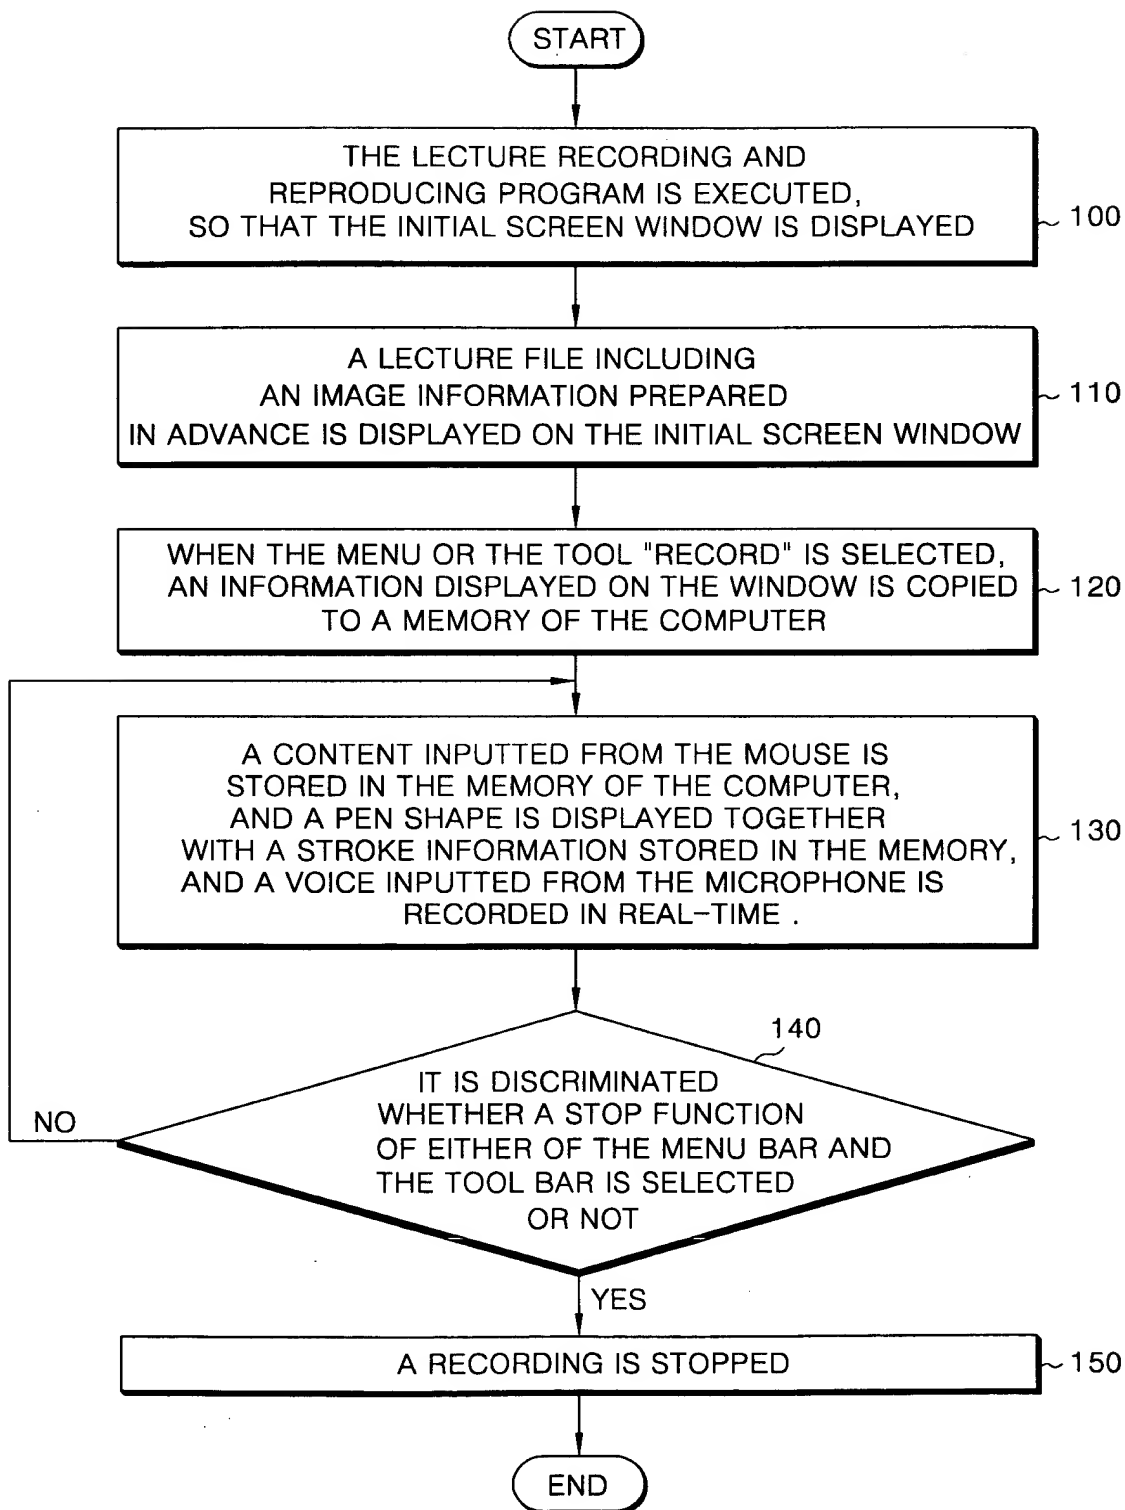 START
THE LECTURE RECORDING AND
REPRODUCING PROGRAM IS EXECUTED,
SO THAT THE INITIAL SCREEN WINDOW IS DISPLAYED
100
A LECTURE FILE INCLUDING
AN IMAGE INFORMATION PREPARED
IN ADVANCE IS DISPLAYED ON THE INITIAL SCREEN WINDOW
110
WHEN THE MENU OR THE TOOL "RECORD" IS SELECTED,
AN INFORMATION DISPLAYED ON THE WINDOW IS COPIED
TO A MEMORY OF THE COMPUTER
120
A CONTENT INPUTTED FROM THE MOUSE IS
STORED IN THE MEMORY OF THE COMPUTER,
AND A PEN SHAPE IS DISPLAYED TOGETHER
WITH A STROKE INFORMATION STORED IN THE MEMORY,
AND A VOICE INPUTTED FROM THE MICROPHONE IS
RECORDED IN REAL-TIME .
130
140
IT IS DISCRIMINATED
WHETHER A STOP FUNCTION
OF EITHER OF THE MENU BAR AND
THE TOOL BAR IS SELECTED
OR NOT
NO
YES
A RECORDING IS STOPPED
150
END